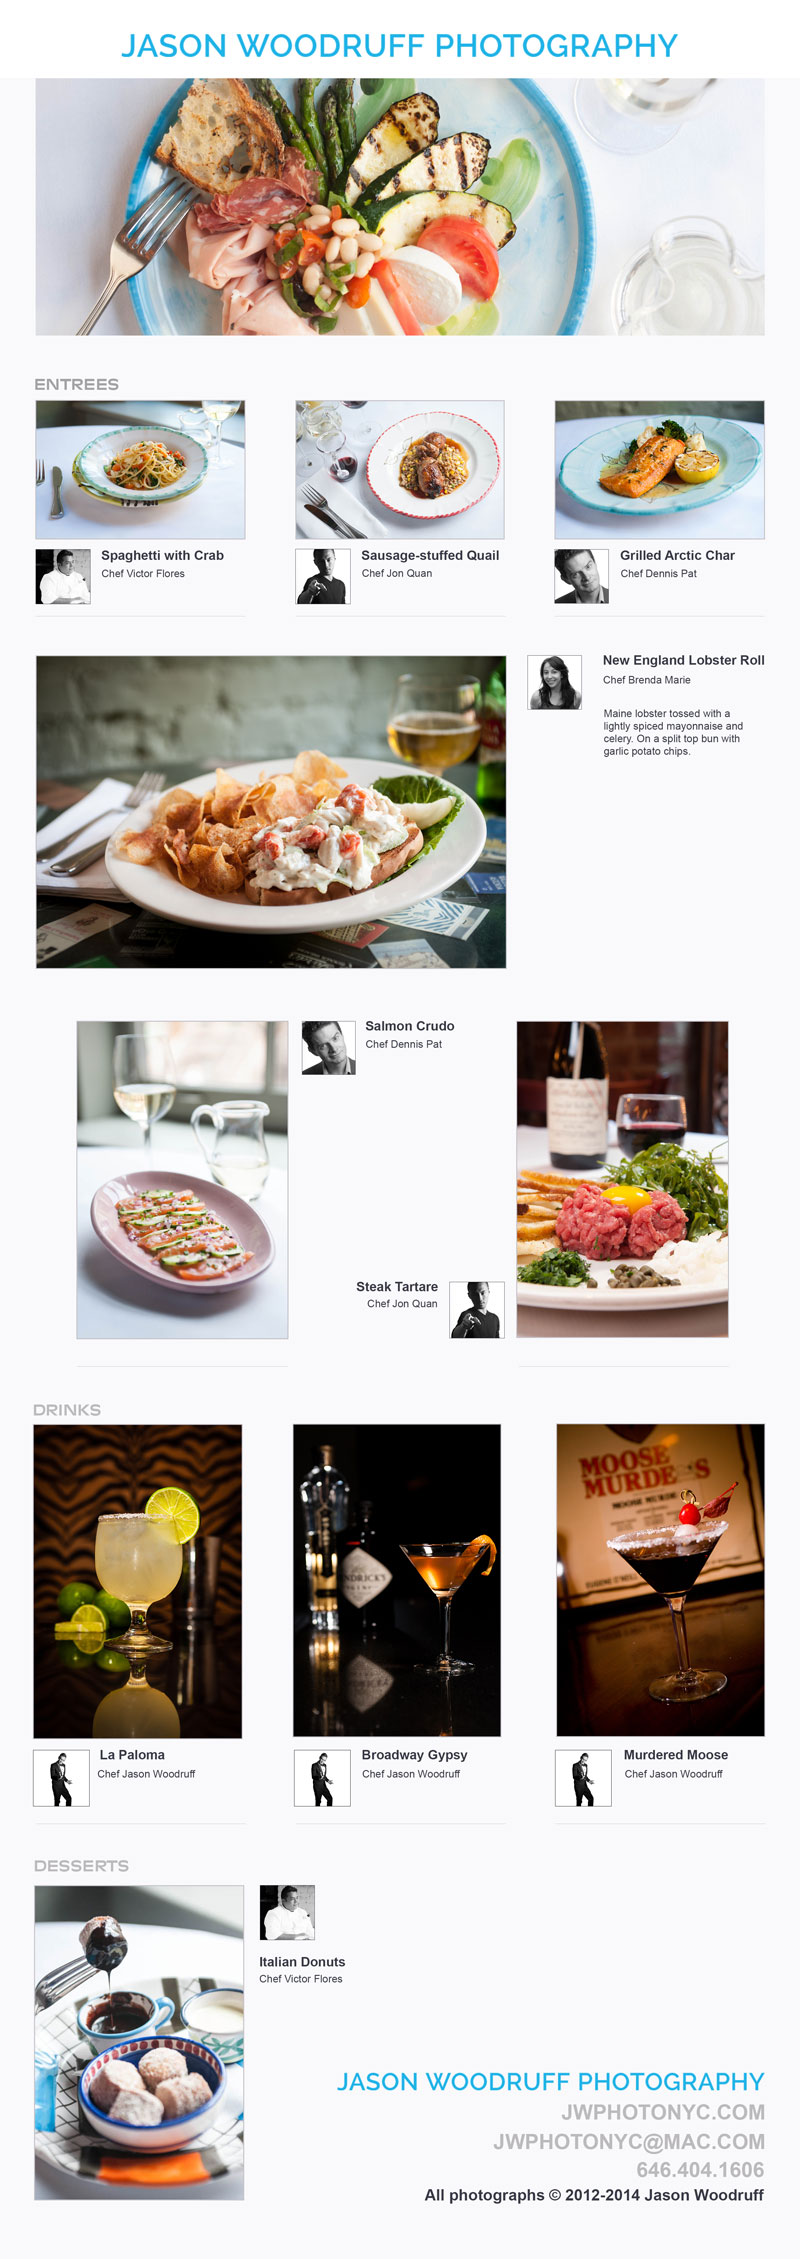 JASON WOODRUFF PHOTOGRAPHY
ENTREES
Spaghetti with Crab
Chef Victor Flores
Sausage-stuffed Quail
Chef Jon Quan
Grilled Arctic Char
Chef Dennis Pat
New England Lobster Roll
Chef Brenda Marie
Maine lobster tossed with a
lightly spiced mayonnaise and
celery. On a split top bun with
garlic potato chips.
Salmon Crudo
Chef Dennis Pat
Steak Tartare
Chef Jon Quan
DRINKS
MOOSE
MOOSE
La Paloma
Chef Jason Woodruff
Broadway Gypsy
Chef Jason Woodruff
Murdered Moose
Chef Jason Woodruff
DESSERTS
Italian Donuts
Chef Victor Flores
JASON WOODRUFF PHOTOGRAPHY
JWPHOTONYC.COM
JWPHOTONYC@MAC.COM
646.404.1606
All photographs © 2012-2014 Jason Woodruff